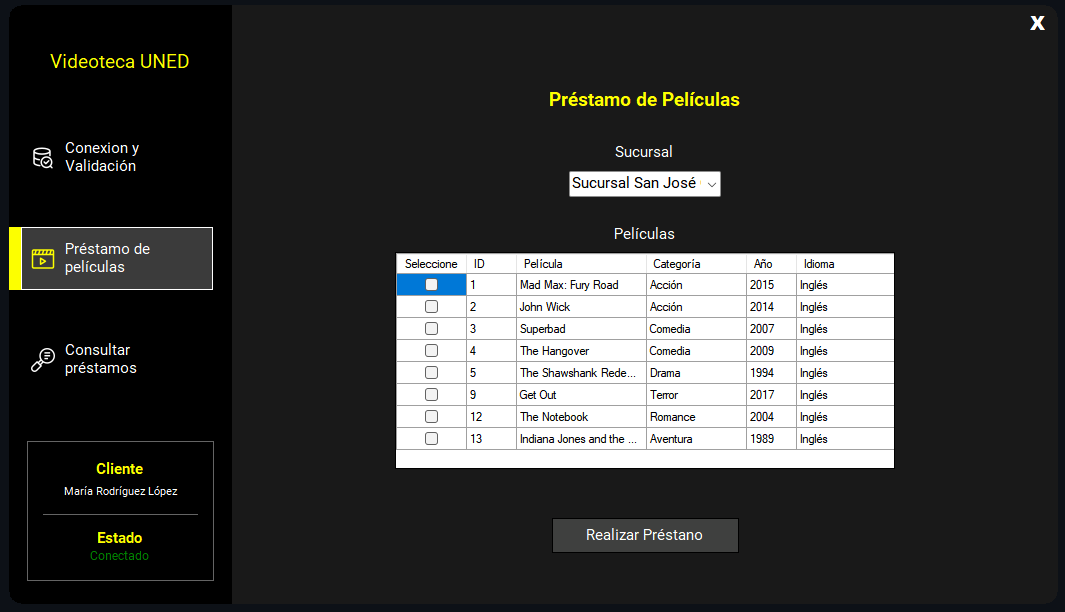 X
Videoteca UNED
Conexion y
Validación
Préstamo de
películas
Consultar
préstamos
Cliente
María Rodríguez López
Estado
Conectado
Préstamo de Películas
Sucursal
Sucursal San José
Películas
Seleccione ID Película Categoría Año Idioma
1 Mad Max: Fury Road Acción 2015 Inglés
2 John Wick Acción 2014 Inglés
3 Superbad Comedia 2007 Inglés
4 The Hangover Comedia 2009 Inglés
5 The Shawshank Rede... Drama 1994 Inglés
9 Get Out Terror 2017 Inglés
12 The Notebook Romance 2004 Inglés
13 Indiana Jones and the ... Aventura 1989 Inglés
Realizar Préstano